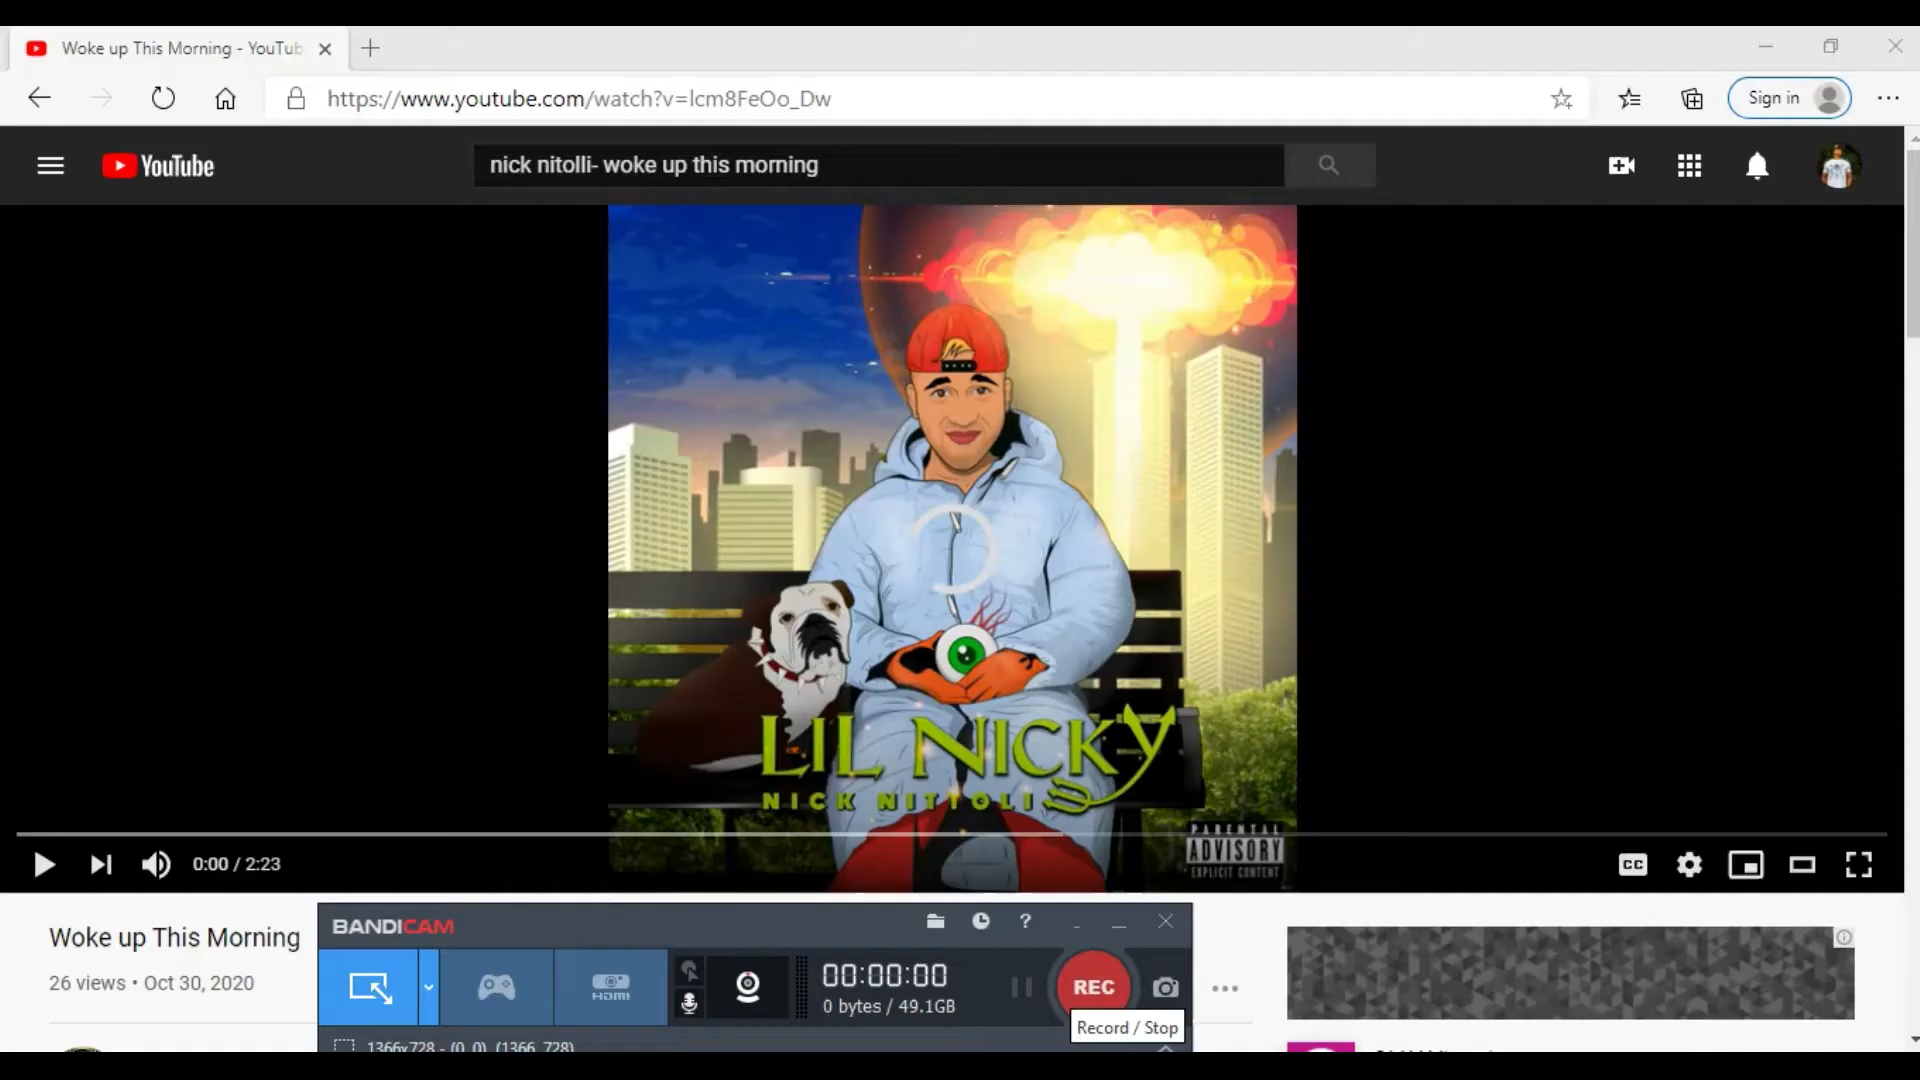 Woke up This Morning - YouTub
https://www.youtube.com/watch?v=lcm8FeOo_Dw
Sign in
YouTube
nick nitolli- woke up this morning
LIL NICKY
NICK NITTOLI
PARENTAL
ADVISORY
EXPLICIT CONTENT
0:00 / 2:23
CC
Woke up This Morning
26 views • Oct 30, 2020
BANDICAM
?
HDMI
00:00:00
0 bytes / 49.1GB
REC
Record / Stop
1366x728 - (0, 0), (1366, 728)